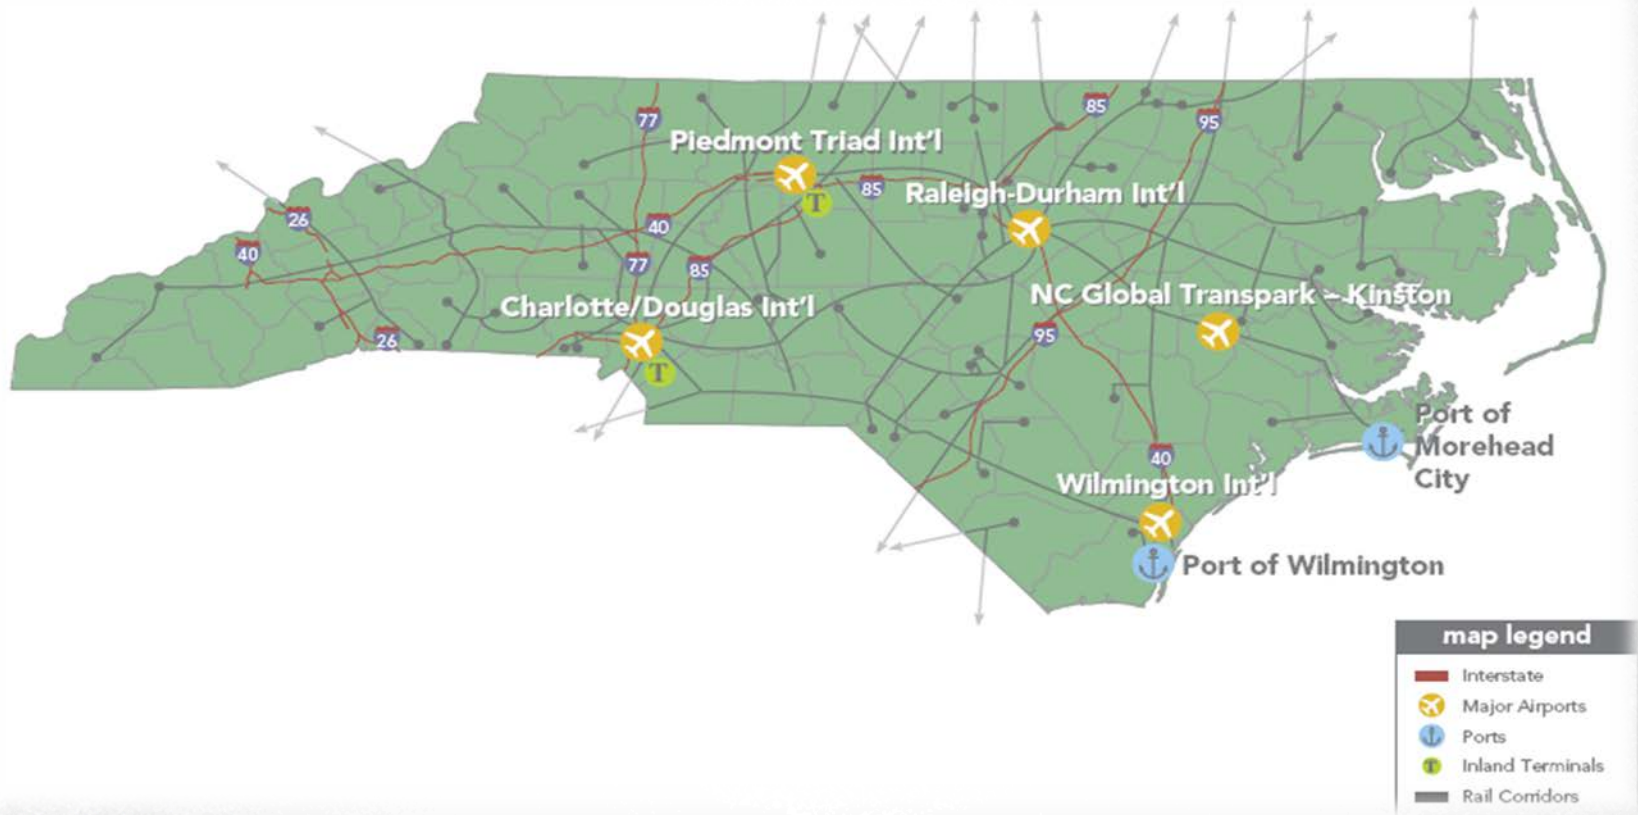 85
77
95
Piedmont Triad Int'l
T
85
Raleigh-Durham Int'l
26
40
40
77
85
Charlotte/Douglas Int'l
NC Global Transpark – Kinston
26
95
T
Port of
Morehead
City
40
Wilmington Int'l
Port of Wilmington
map legend
Interstate
Major Airports
Ports
T
Inland Terminals
Rail Corridors